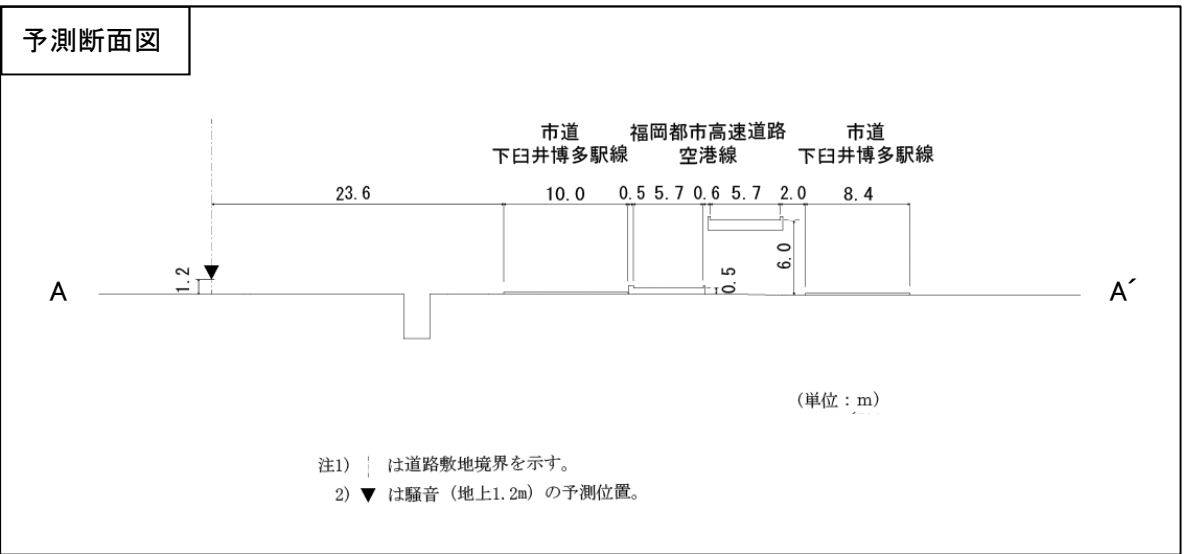 予測断面図
市道
下臼井博多駅線
福岡都市高速道路
空港線
市道
下臼井博多駅線
23.6
10.0
0.5
5.7
0.6
5.7
2.0
8.4
1.2
0.5
6.0
A
A´
(単位：m)
注1) ¦ は道路敷地境界を示す。
2) ▼ は騒音（地上1.2m）の予測位置。